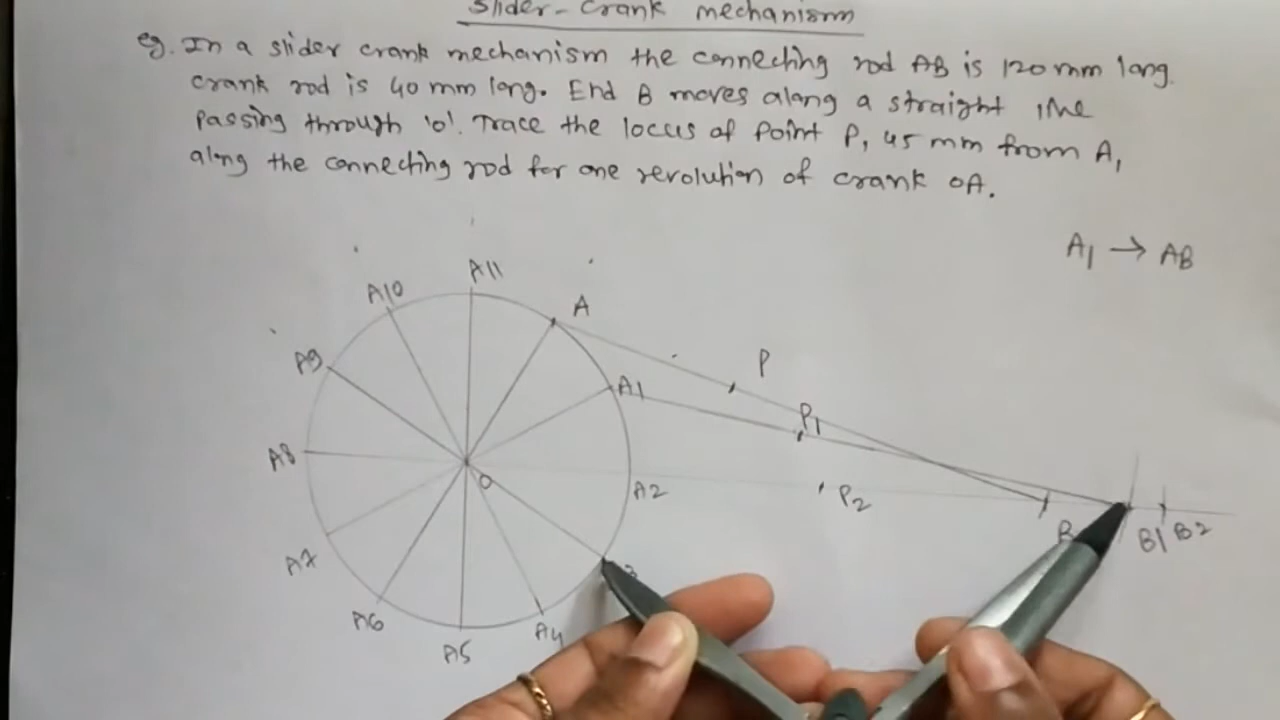 slider-crank mechanism
eg. In a slider crank mechanism the connecting rod AB is 120mm long.
crank rod is 40 mm long. End B moves along a straight line
passing through 'o'. Trace the locus of point P, 45 mm from A,
along the connecting rod for one revolution of crank OA.
A1 → AB
A11
A10
A
A9
P
A1
P1
A8
O
A2
P2
B
B1
B2
A7
3
A6
A4
A5